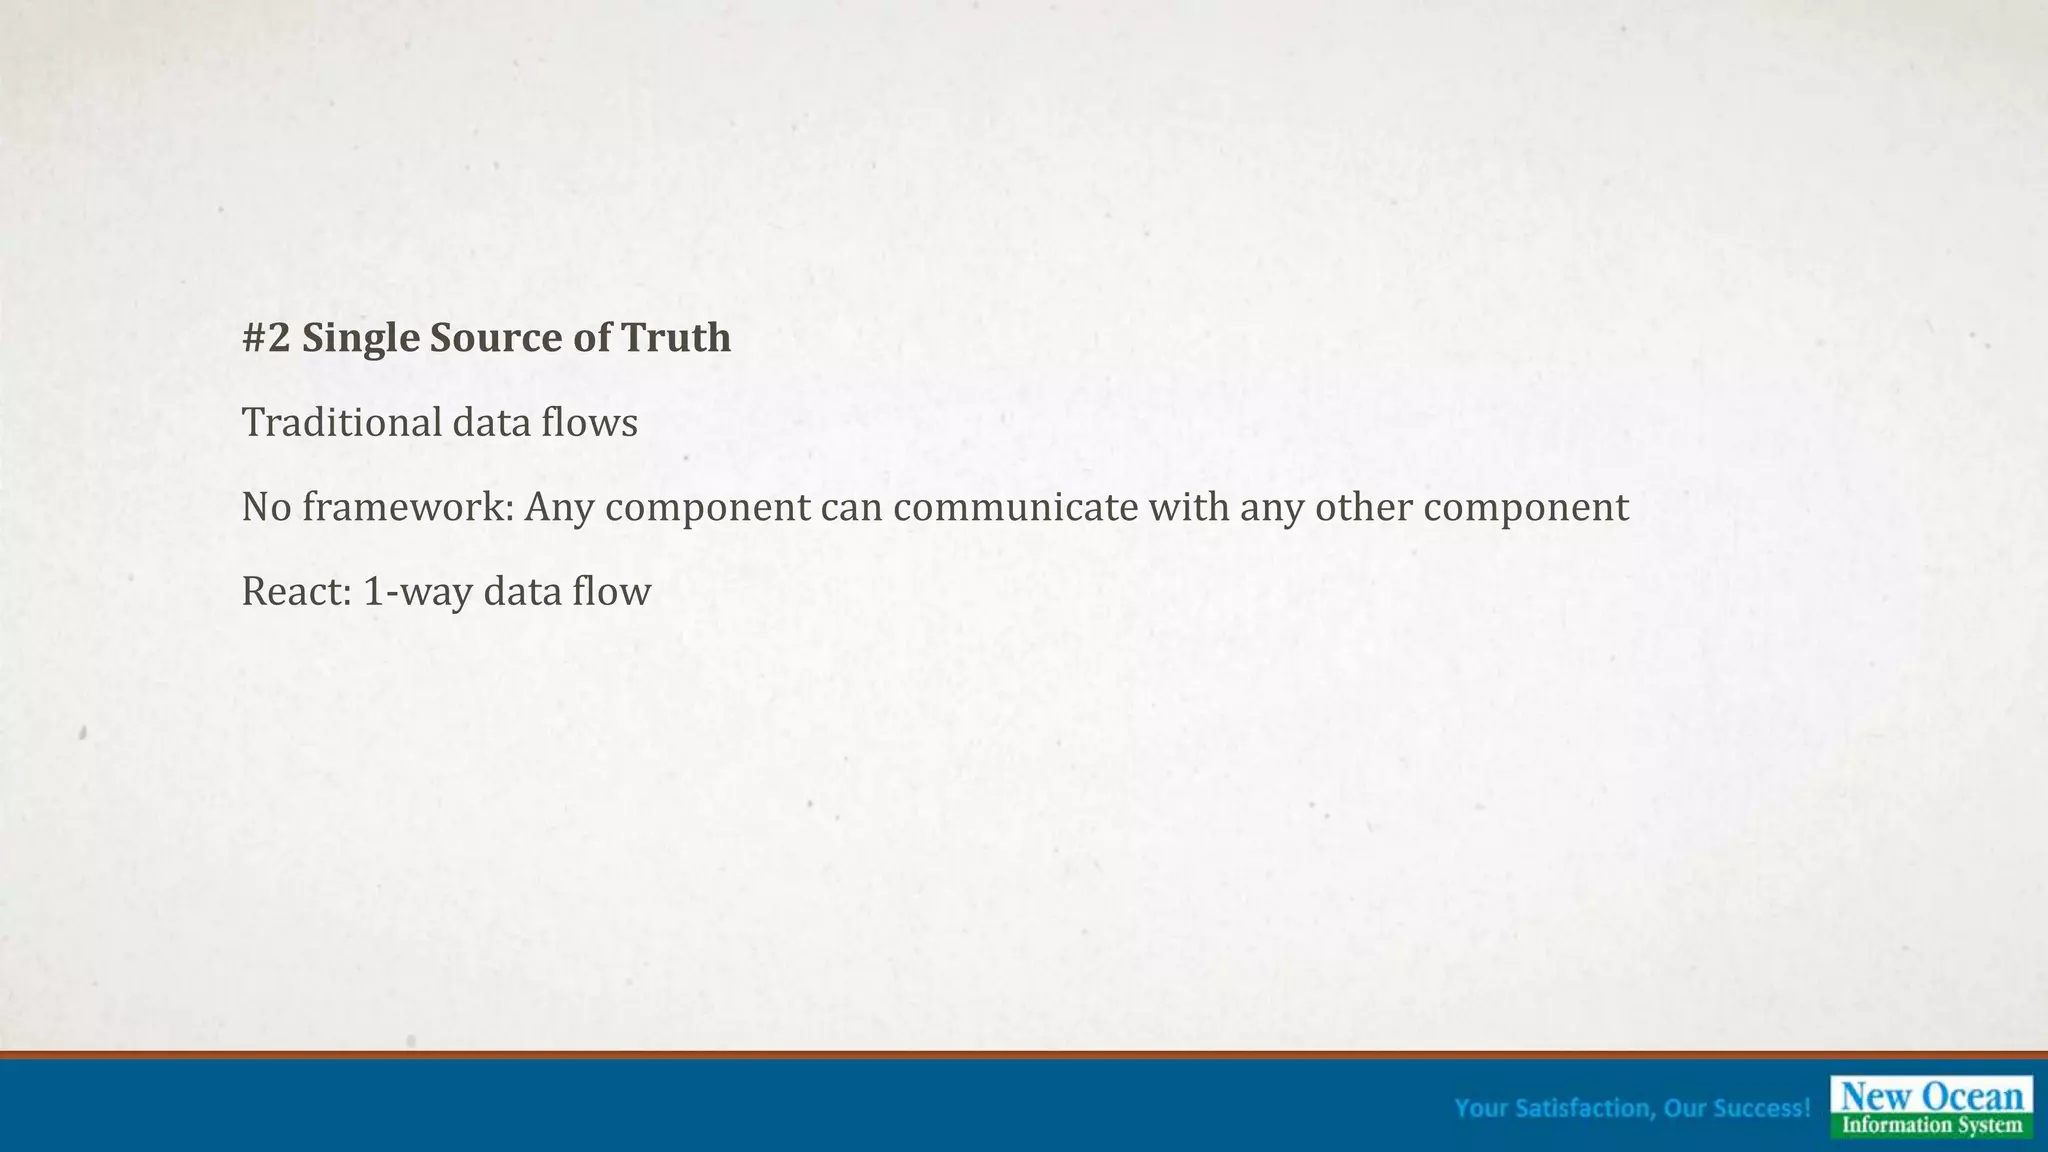 #2 Single Source of Truth
Traditional data flows
No framework: Any component can communicate with any other component
React: 1-way data flow
Your Satisfaction, Our Success!
New Ocean
Information System